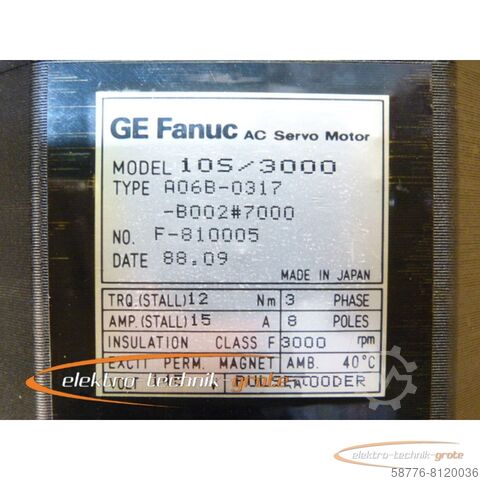 GE Fanuc AC Servo Motor
MODEL 10S/3000
TYPE A06B-0317
-B002#7000
NO. F-810005
DATE 88.09
MADE IN JAPAN
TRQ.(STALL) 12 Nm 3 PHASE
AMP.(STALL) 15 A 8 POLES
INSULATION CLASS F 3000 rpm
EXCIT PERM. MAGNET AMB. 40°C
elektro-technik-grote
elektro-technik-grote
58776-8120036